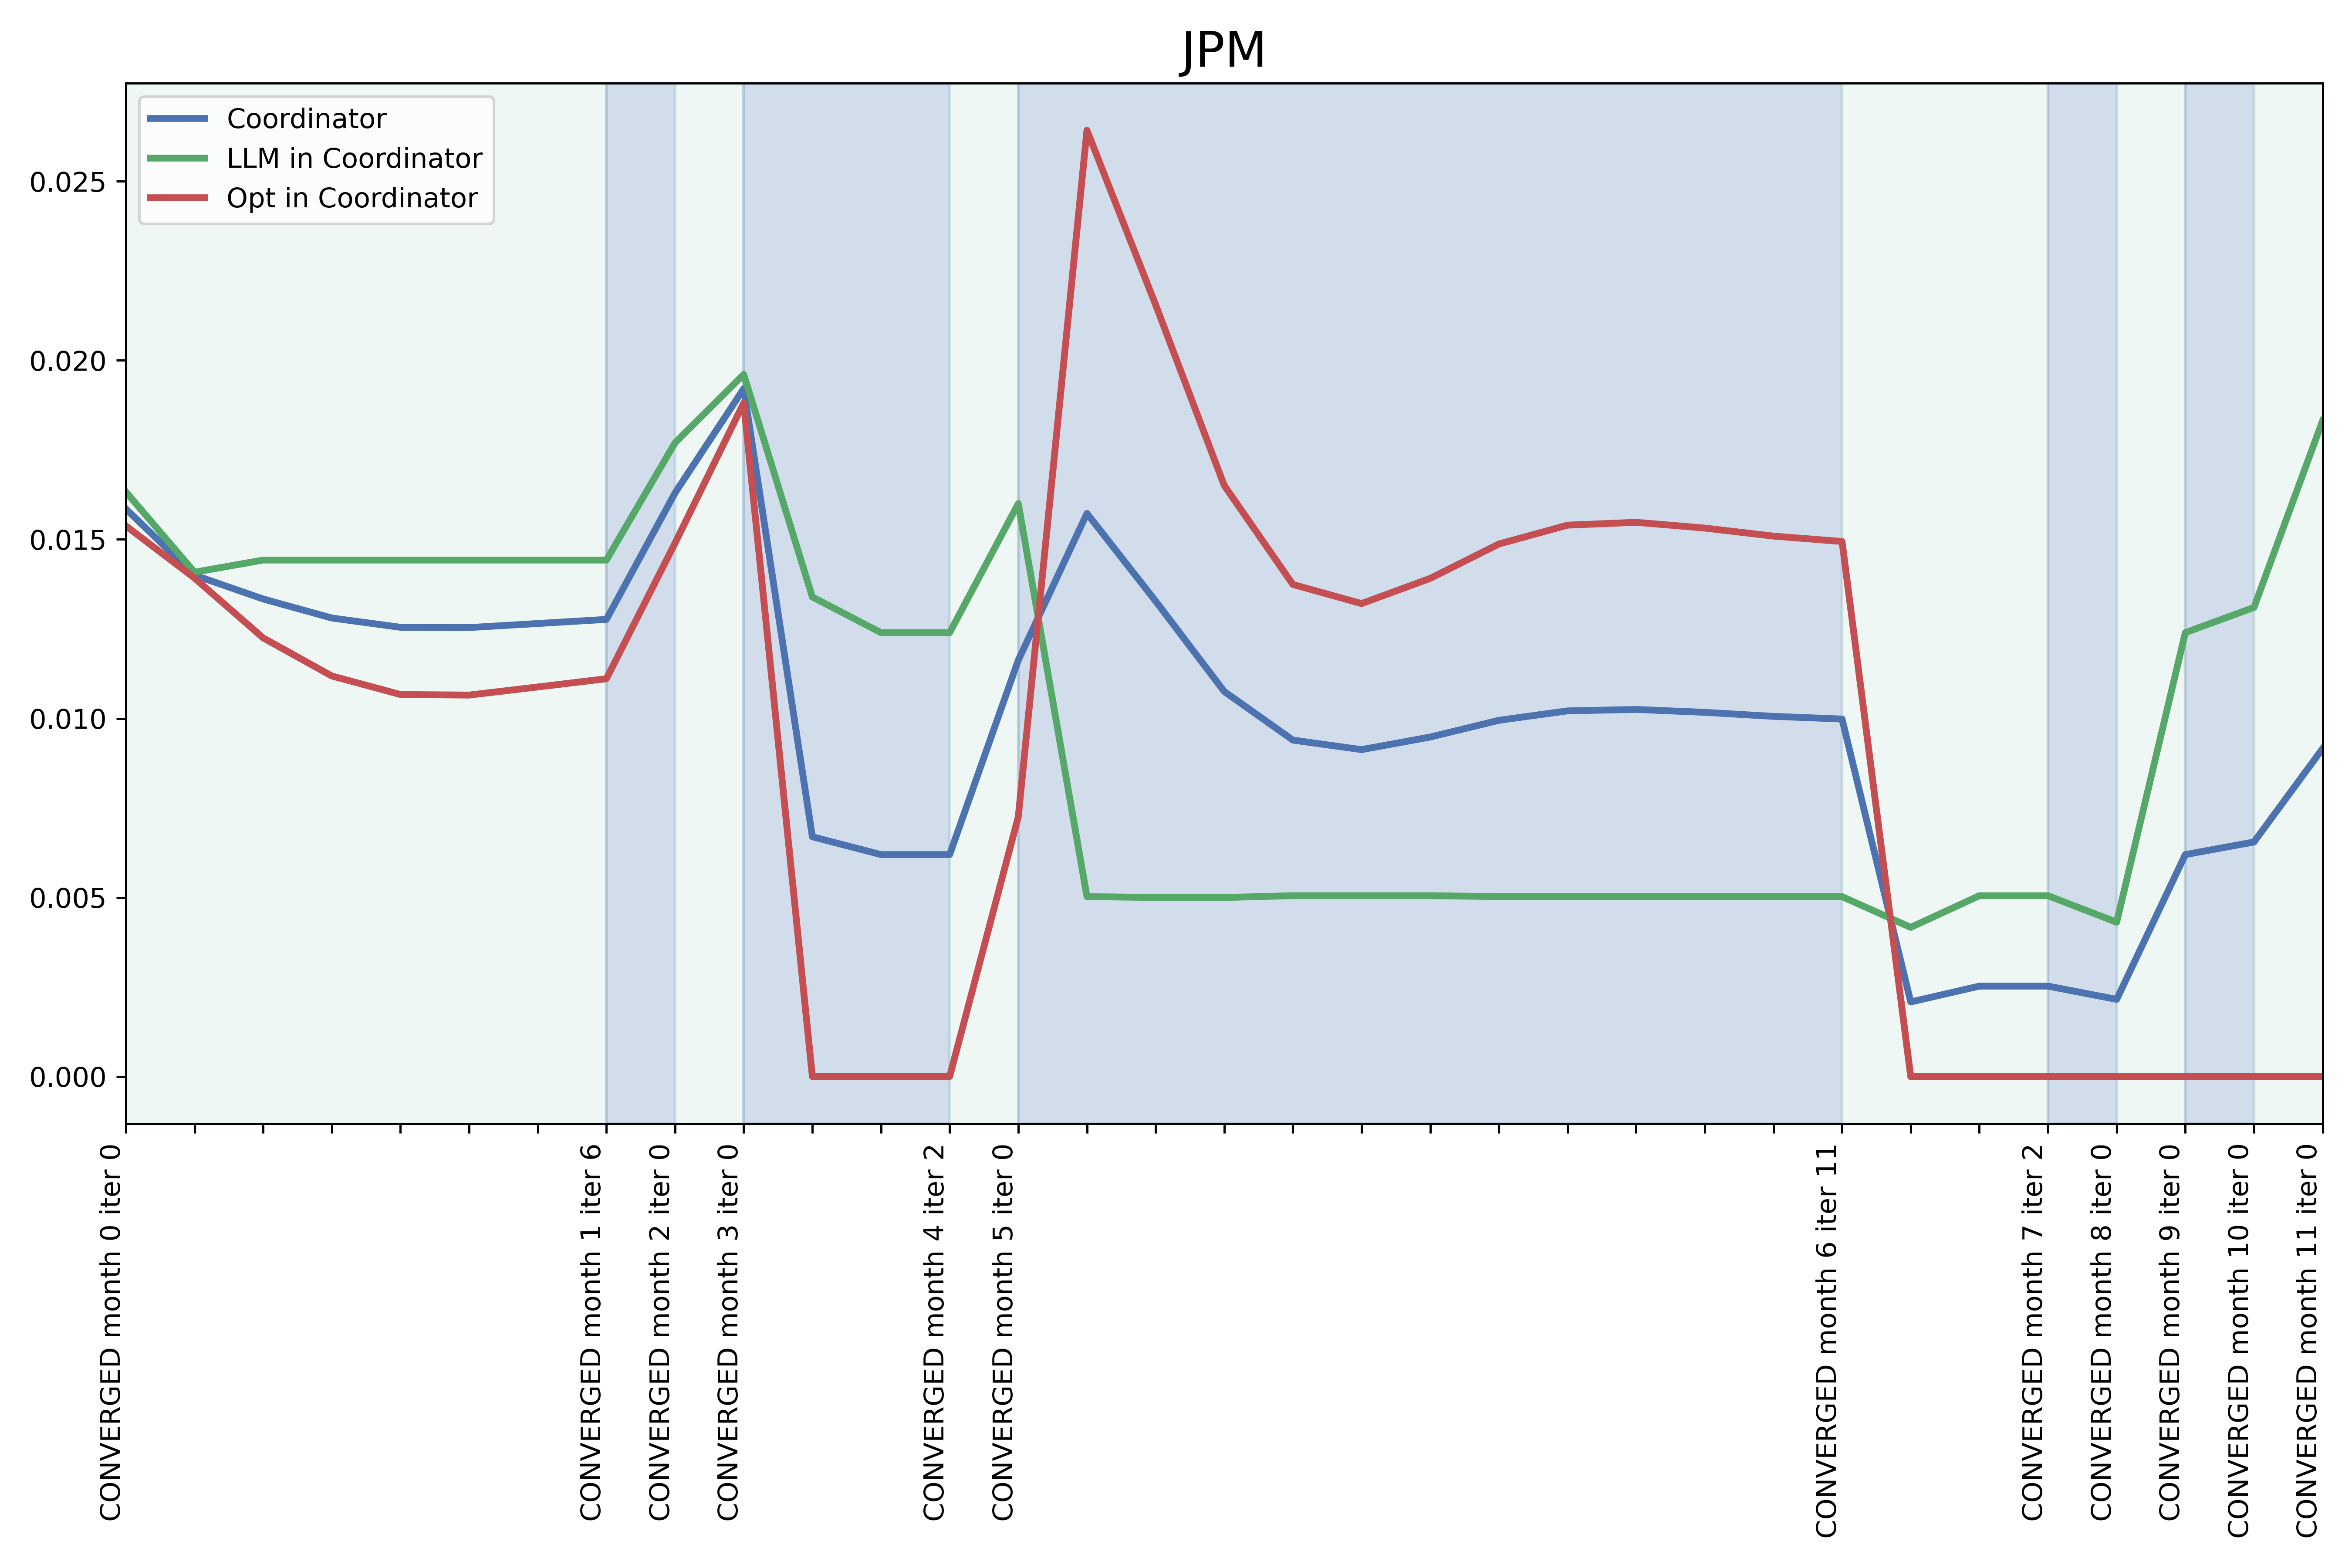 JPM
Coordinator
LLM in Coordinator
Opt in Coordinator
0.025
0.020
0.015
0.010
0.005
0.000
CONVERGED month 0 iter 0
CONVERGED month 1 iter 6
CONVERGED month 2 iter 0
CONVERGED month 3 iter 0
CONVERGED month 4 iter 2
CONVERGED month 5 iter 0
CONVERGED month 6 iter 11
CONVERGED month 7 iter 2
CONVERGED month 8 iter 0
CONVERGED month 9 iter 0
CONVERGED month 10 iter 0
CONVERGED month 11 iter 0